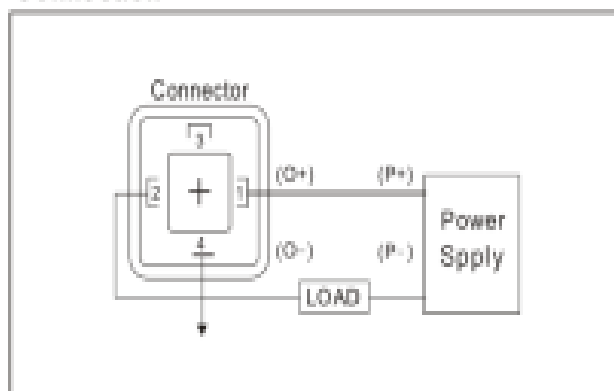 Connector
3
2
1
4
(O+)
(P+)
(O-)
(P-)
Power
Spply
LOAD